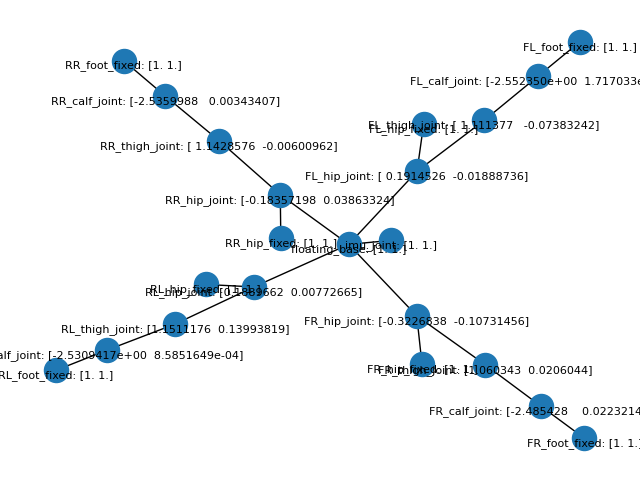 FL_foot_fixed: [1. 1.]
RR_foot_fixed: [1. 1.]
FL_calf_joint: [-2.552350e+00 1.717033e
RR_calf_joint: [-2.5359988 0.00343407]
FL_thigh_joint: [ 1.111377 -0.07383242]
FL_hip_fixed: [1. 1.]
RR_thigh_joint: [ 1.1428576 -0.00600962]
FL_hip_joint: [ 0.1914526 -0.01888736]
RR_hip_joint: [-0.18357198 0.03863324]
RR_hip_fixed: [1. 1.]
imu_joint: [1. 1.]
floating_base: [1. 1.]
RL_hip_fixed: [1. 1.]
RL_hip_joint: [0.1889662 0.00772665]
FR_hip_joint: [-0.3226838 -0.10731456]
RL_thigh_joint: [1.1511176 0.13993819]
alf_joint: [-2.5309417e+00 8.5851649e-04]
FR_hip_fixed: [1. 1.]
FR_thigh_joint: [1.060343 0.0206044]
RL_foot_fixed: [1. 1.]
FR_calf_joint: [-2.485428 0.0223214
FR_foot_fixed: [1. 1.]